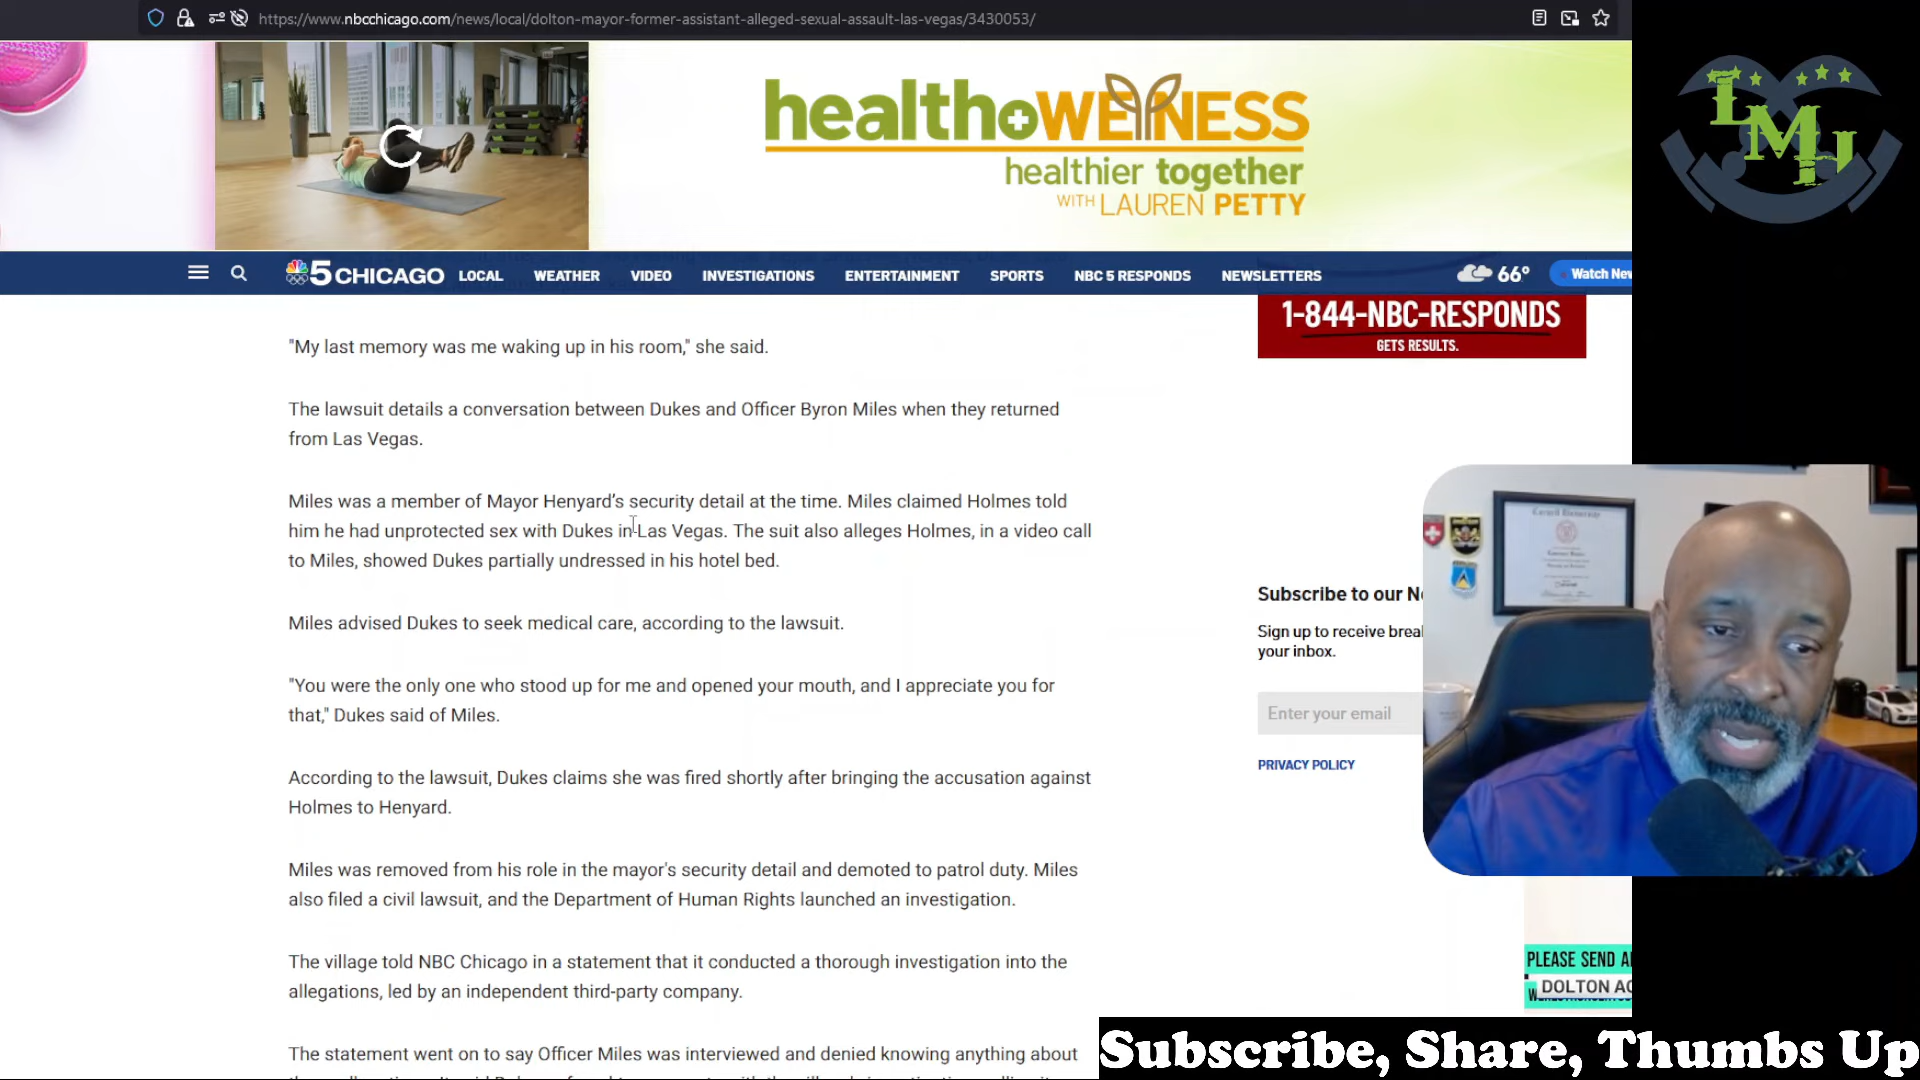 https://www.nbcchicago.com/news/local/dolton-mayor-former-assistant-alleged-sexual-assault-las-vegas/3430053/
health+WELLNESS
healthier together
WITH LAUREN PETTY
5 CHICAGO LOCAL WEATHER VIDEO INVESTIGATIONS ENTERTAINMENT SPORTS NBC 5 RESPONDS NEWSLETTERS 66° Watch New
1-844-NBC-RESPONDS
GETS RESULTS.
"My last memory was me waking up in his room," she said.
The lawsuit details a conversation between Dukes and Officer Byron Miles when they returned
from Las Vegas.
Miles was a member of Mayor Henyard's security detail at the time. Miles claimed Holmes told
him he had unprotected sex with Dukes in Las Vegas. The suit also alleges Holmes, in a video call
to Miles, showed Dukes partially undressed in his hotel bed.
Miles advised Dukes to seek medical care, according to the lawsuit.
"You were the only one who stood up for me and opened your mouth, and I appreciate you for
that," Dukes said of Miles.
According to the lawsuit, Dukes claims she was fired shortly after bringing the accusation against
Holmes to Henyard.
Miles was removed from his role in the mayor's security detail and demoted to patrol duty. Miles
also filed a civil lawsuit, and the Department of Human Rights launched an investigation.
The village told NBC Chicago in a statement that it conducted a thorough investigation into the
allegations, led by an independent third-party company.
The statement went on to say Officer Miles was interviewed and denied knowing anything about
Subscribe to our N
Sign up to receive brea
your inbox.
Enter your email
PRIVACY POLICY
PLEASE SEND A
DOLTON AC
LMJ
Cornell University
Subscribe, Share, Thumbs Up